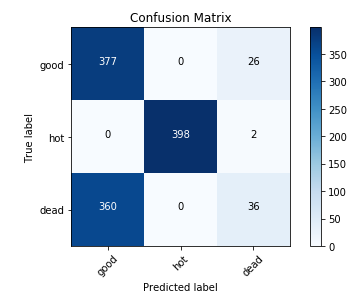 Confusion Matrix
good 377 0 26
hot 0 398 2
dead 360 0 36
good hot dead
True label
Predicted label
350
300
250
200
150
100
50
0